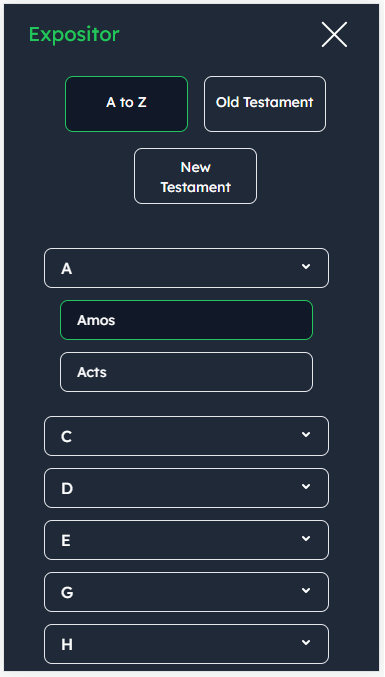 Expositor
A to Z
Old Testament
New
Testament
A
Amos
Acts
C
D
E
G
H